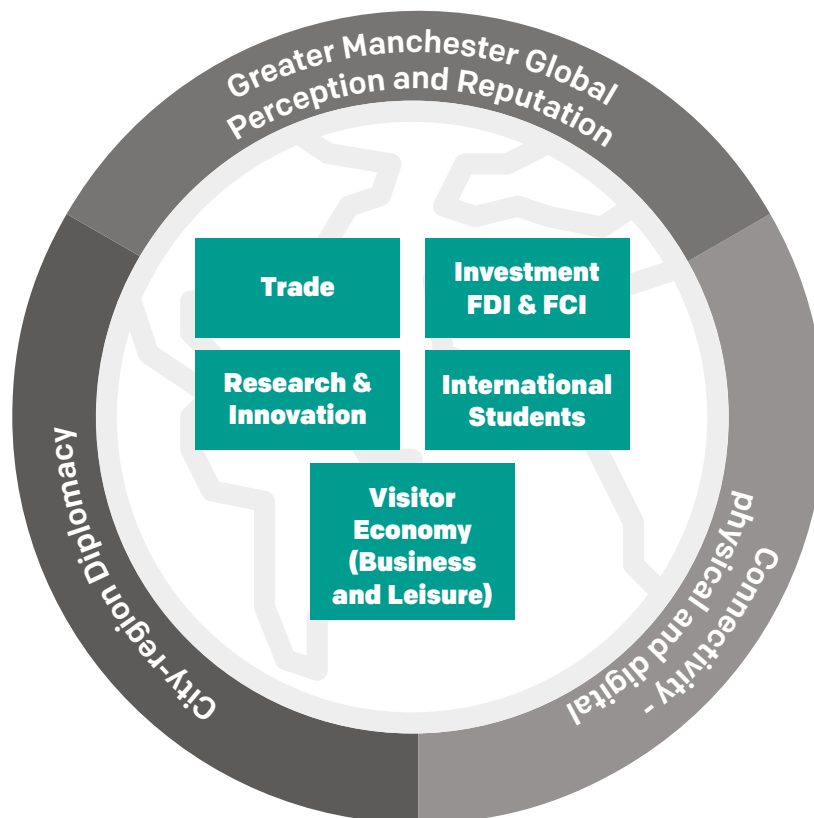 Greater Manchester Global
Perception and Reputation
Trade
Investment
FDI & FCI
Research &
Innovation
International
Students
Visitor
Economy
(Business
and Leisure)
City-region Diplomacy
Connectivity -
physical and digital